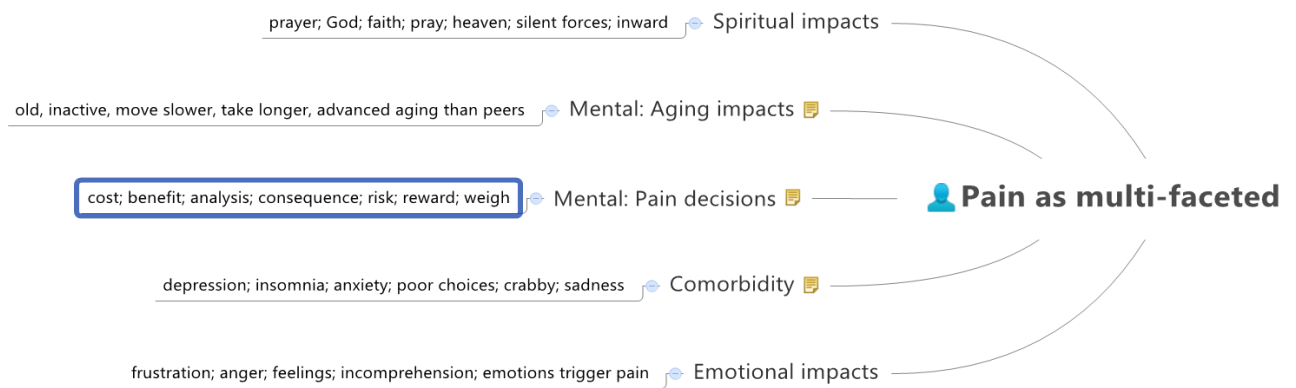 prayer; God; faith; pray; heaven; silent forces; inward
Spiritual impacts
old, inactive, move slower, take longer, advanced aging than peers
Mental: Aging impacts
cost; benefit; analysis; consequence; risk; reward; weigh
Mental: Pain decisions
Pain as multi-faceted
depression; insomnia; anxiety; poor choices; crabby; sadness
Comorbidity
frustration; anger; feelings; incomprehension; emotions trigger pain
Emotional impacts